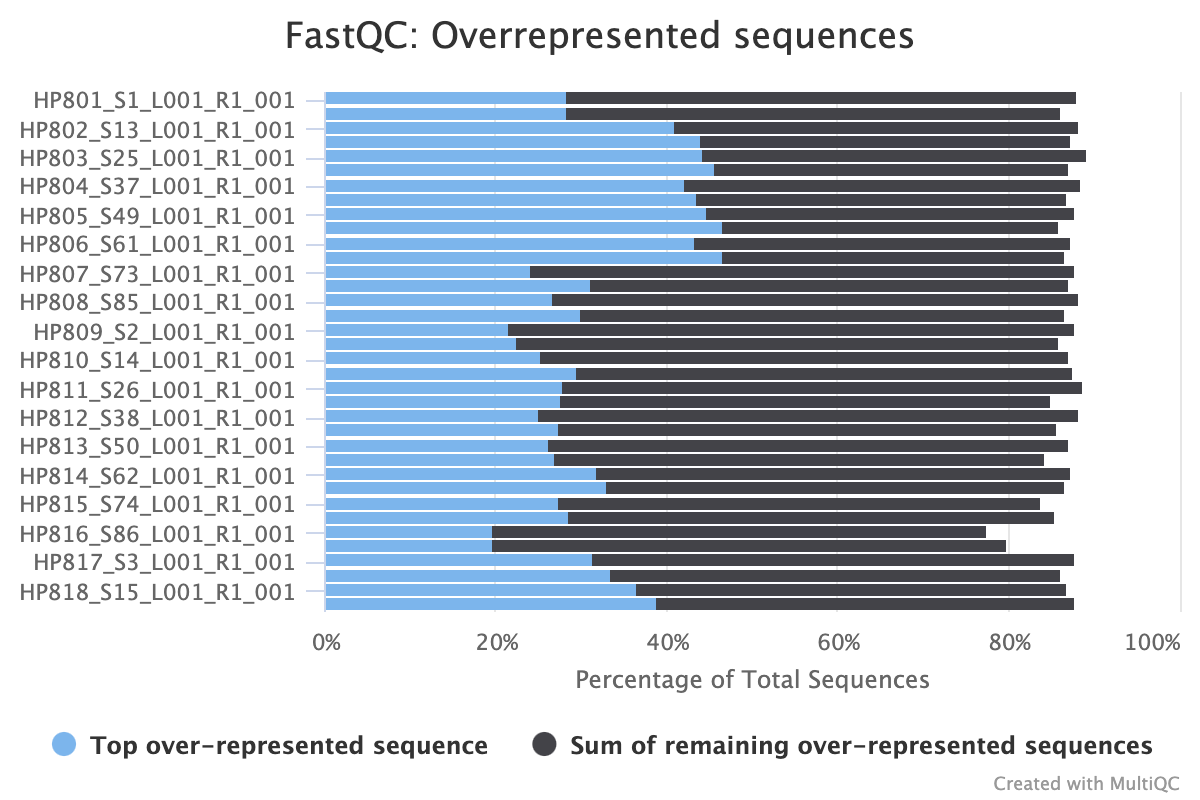 FastQC: Overrepresented sequences
HP801_S1_L001_R1_001
HP802_S13_L001_R1_001
HP803_S25_L001_R1_001
HP804_S37_L001_R1_001
HP805_S49_L001_R1_001
HP806_S61_L001_R1_001
HP807_S73_L001_R1_001
HP808_S85_L001_R1_001
HP809_S2_L001_R1_001
HP810_S14_L001_R1_001
HP811_S26_L001_R1_001
HP812_S38_L001_R1_001
HP813_S50_L001_R1_001
HP814_S62_L001_R1_001
HP815_S74_L001_R1_001
HP816_S86_L001_R1_001
HP817_S3_L001_R1_001
HP818_S15_L001_R1_001
0% 20% 40% 60% 80% 100%
Percentage of Total Sequences
Top over-represented sequence Sum of remaining over-represented sequences
Created with MultiQC